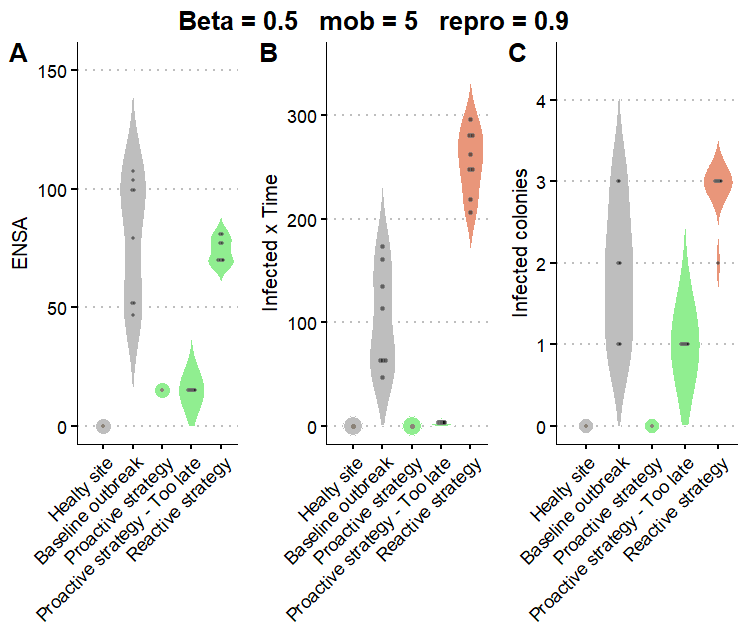 Beta = 0.5 mob = 5 repro = 0.9
A
ENSA
150
100
50
0
Healty site
Baseline outbreak
Proactive strategy
Proactive strategy - Too late
Reactive strategy
B
Infected x Time
300
200
100
0
Healty site
Baseline outbreak
Proactive strategy
Proactive strategy - Too late
Reactive strategy
C
Infected colonies
4
3
2
1
0
Healty site
Baseline outbreak
Proactive strategy
Proactive strategy - Too late
Reactive strategy